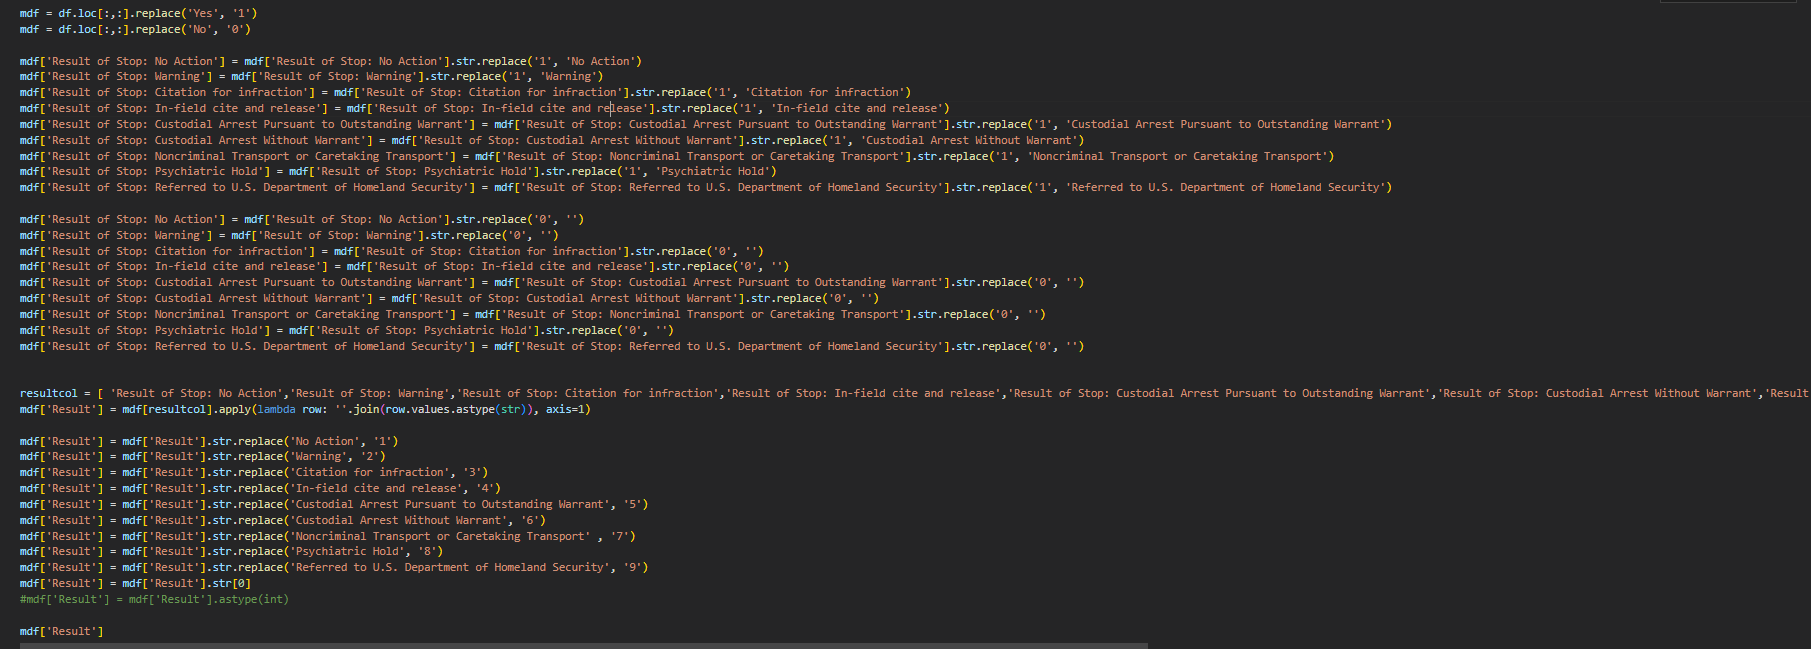 mdf = df.loc[:,:].replace('Yes', '1')
mdf = df.loc[:,:].replace('No', '0')
mdf['Result of Stop: No Action'] = mdf['Result of Stop: No Action'].str.replace('1', 'No Action')
mdf['Result of Stop: Warning'] = mdf['Result of Stop: Warning'].str.replace('1', 'Warning')
mdf['Result of Stop: Citation for infraction'] = mdf['Result of Stop: Citation for infraction'].str.replace('1', 'Citation for infraction')
mdf['Result of Stop: In-field cite and release'] = mdf['Result of Stop: In-field cite and release'].str.replace('1', 'In-field cite and release')
mdf['Result of Stop: Custodial Arrest Pursuant to Outstanding Warrant'] = mdf['Result of Stop: Custodial Arrest Pursuant to Outstanding Warrant'].str.replace('1', 'Custodial Arrest Pursuant to Outstanding Warrant')
mdf['Result of Stop: Custodial Arrest Without Warrant'] = mdf['Result of Stop: Custodial Arrest Without Warrant'].str.replace('1', 'Custodial Arrest Without Warrant')
mdf['Result of Stop: Noncriminal Transport or Caretaking Transport'] = mdf['Result of Stop: Noncriminal Transport or Caretaking Transport'].str.replace('1', 'Noncriminal Transport or Caretaking Transport')
mdf['Result of Stop: Psychiatric Hold'] = mdf['Result of Stop: Psychiatric Hold'].str.replace('1', 'Psychiatric Hold')
mdf['Result of Stop: Referred to U.S. Department of Homeland Security'] = mdf['Result of Stop: Referred to U.S. Department of Homeland Security'].str.replace('1', 'Referred to U.S. Department of Homeland Security')
mdf['Result of Stop: No Action'] = mdf['Result of Stop: No Action'].str.replace('0', '')
mdf['Result of Stop: Warning'] = mdf['Result of Stop: Warning'].str.replace('0', '')
mdf['Result of Stop: Citation for infraction'] = mdf['Result of Stop: Citation for infraction'].str.replace('0', '')
mdf['Result of Stop: In-field cite and release'] = mdf['Result of Stop: In-field cite and release'].str.replace('0', '')
mdf['Result of Stop: Custodial Arrest Pursuant to Outstanding Warrant'] = mdf['Result of Stop: Custodial Arrest Pursuant to Outstanding Warrant'].str.replace('0', '')
mdf['Result of Stop: Custodial Arrest Without Warrant'] = mdf['Result of Stop: Custodial Arrest Without Warrant'].str.replace('0', '')
mdf['Result of Stop: Noncriminal Transport or Caretaking Transport'] = mdf['Result of Stop: Noncriminal Transport or Caretaking Transport'].str.replace('0', '')
mdf['Result of Stop: Psychiatric Hold'] = mdf['Result of Stop: Psychiatric Hold'].str.replace('0', '')
mdf['Result of Stop: Referred to U.S. Department of Homeland Security'] = mdf['Result of Stop: Referred to U.S. Department of Homeland Security'].str.replace('0', '')
resultcol = [ 'Result of Stop: No Action','Result of Stop: Warning','Result of Stop: Citation for infraction','Result of Stop: In-field cite and release','Result of Stop: Custodial Arrest Pursuant to Outstanding Warrant','Result of Stop: Custodial Arrest Without Warrant','Result
mdf['Result'] = mdf[resultcol].apply(lambda row: ''.join(row.values.astype(str)), axis=1)
mdf['Result'] = mdf['Result'].str.replace('No Action', '1')
mdf['Result'] = mdf['Result'].str.replace('Warning', '2')
mdf['Result'] = mdf['Result'].str.replace('Citation for infraction', '3')
mdf['Result'] = mdf['Result'].str.replace('In-field cite and release', '4')
mdf['Result'] = mdf['Result'].str.replace('Custodial Arrest Pursuant to Outstanding Warrant', '5')
mdf['Result'] = mdf['Result'].str.replace('Custodial Arrest Without Warrant', '6')
mdf['Result'] = mdf['Result'].str.replace('Noncriminal Transport or Caretaking Transport' , '7')
mdf['Result'] = mdf['Result'].str.replace('Psychiatric Hold', '8')
mdf['Result'] = mdf['Result'].str.replace('Referred to U.S. Department of Homeland Security', '9')
mdf['Result'] = mdf['Result'].str[0]
#mdf['Result'] = mdf['Result'].astype(int)
mdf['Result']